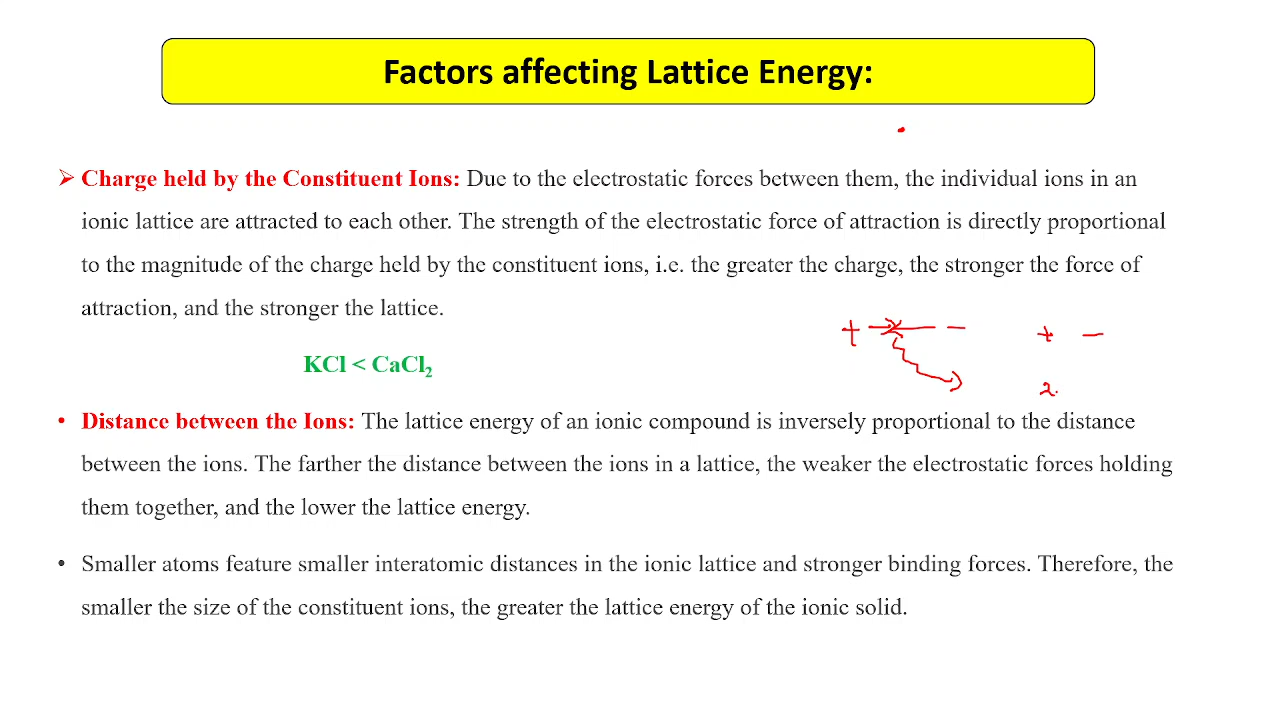 Factors affecting Lattice Energy:
➢ Charge held by the Constituent Ions: Due to the electrostatic forces between them, the individual ions in an
ionic lattice are attracted to each other. The strength of the electrostatic force of attraction is directly proportional
to the magnitude of the charge held by the constituent ions, i.e. the greater the charge, the stronger the force of
attraction, and the stronger the lattice.
+ − + −
KCl < CaCl₂
2
• Distance between the Ions: The lattice energy of an ionic compound is inversely proportional to the distance
between the ions. The farther the distance between the ions in a lattice, the weaker the electrostatic forces holding
them together, and the lower the lattice energy.
• Smaller atoms feature smaller interatomic distances in the ionic lattice and stronger binding forces. Therefore, the
smaller the size of the constituent ions, the greater the lattice energy of the ionic solid.